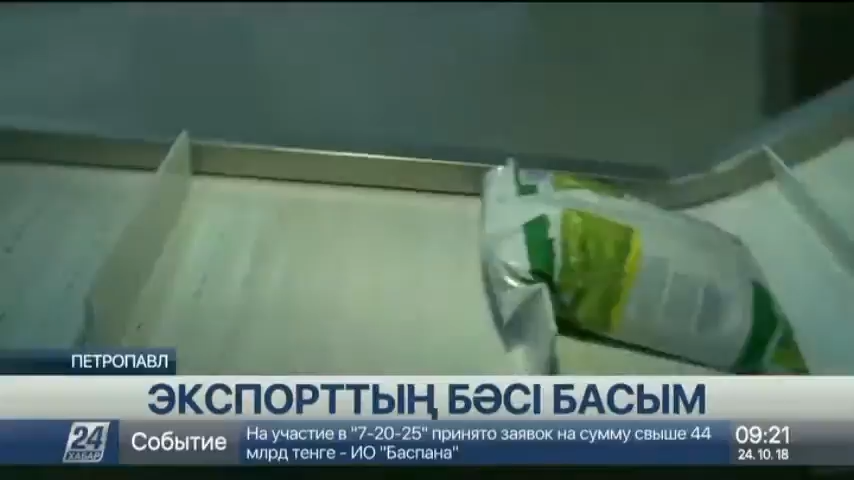 ПЕТРОПАВЛ
ЭКСПОРТТЫҢ БӘСІ БАСЫМ
24
ХАБАР
Событие
На участие в "7-20-25" принято заявок на сумму свыше 44
млрд тенге - ИО "Баспана"
09:21
24.10.18